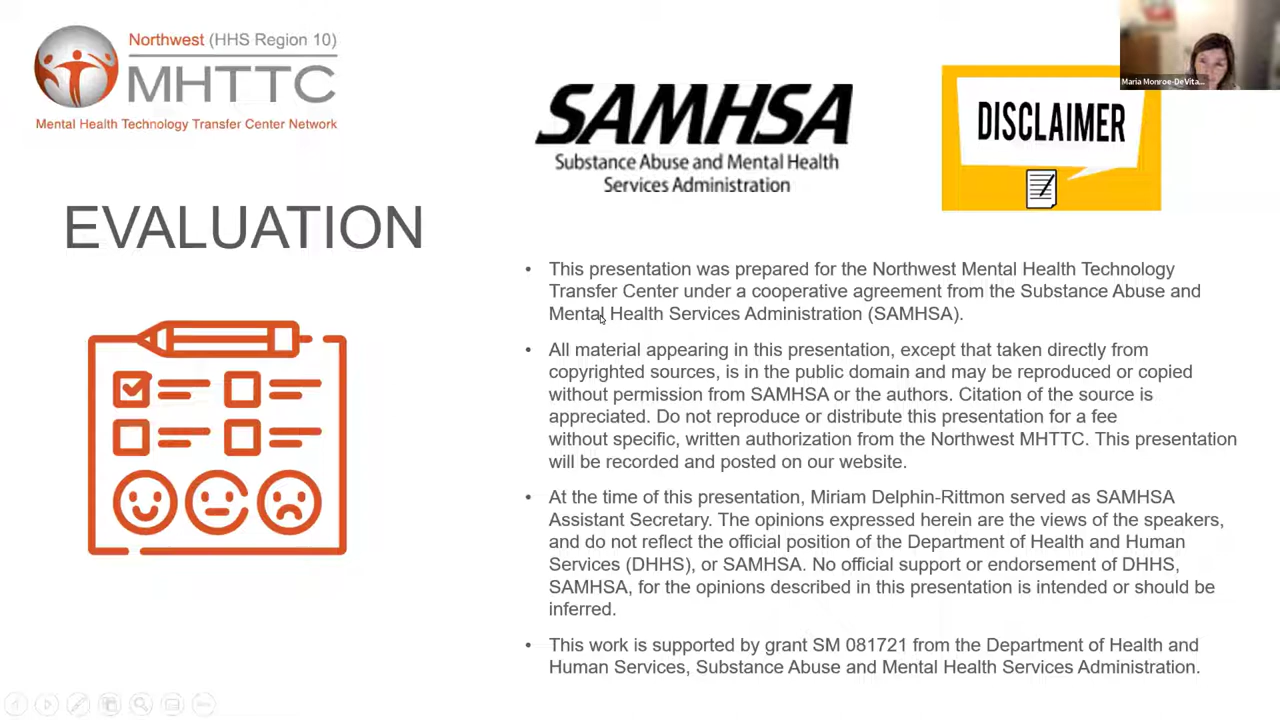 Northwest (HHS Region 10)
MHTTC
Mental Health Technology Transfer Center Network
SAMHSA
Substance Abuse and Mental Health
Services Administration
DISCLAIMER
Maria Monroe-DeVita...
EVALUATION
• This presentation was prepared for the Northwest Mental Health Technology
Transfer Center under a cooperative agreement from the Substance Abuse and
Mental Health Services Administration (SAMHSA).
• All material appearing in this presentation, except that taken directly from
copyrighted sources, is in the public domain and may be reproduced or copied
without permission from SAMHSA or the authors. Citation of the source is
appreciated. Do not reproduce or distribute this presentation for a fee
without specific, written authorization from the Northwest MHTTC. This presentation
will be recorded and posted on our website.
• At the time of this presentation, Miriam Delphin-Rittmon served as SAMHSA
Assistant Secretary. The opinions expressed herein are the views of the speakers,
and do not reflect the official position of the Department of Health and Human
Services (DHHS), or SAMHSA. No official support or endorsement of DHHS,
SAMHSA, for the opinions described in this presentation is intended or should be
inferred.
• This work is supported by grant SM 081721 from the Department of Health and
Human Services, Substance Abuse and Mental Health Services Administration.